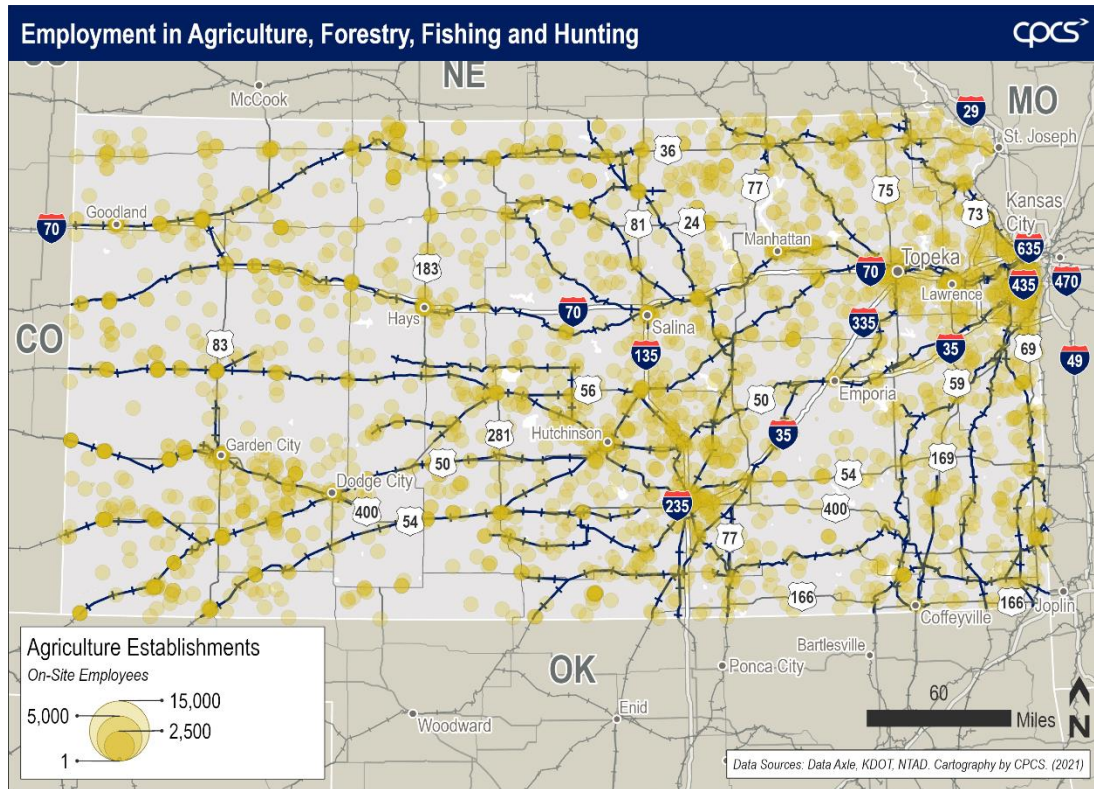 Employment in Agriculture, Forestry, Fishing and Hunting
cpcs
NE
McCook
MO
29
36
St. Joseph
77
75
Kansas City
73
70
Goodland
81
24
Manhattan
635
Topeka
183
70
435
470
Lawrence
Hays
70
Salina
335
CO
83
135
35
69
49
56
59
Emporia
50
281
Hutchinson
35
Garden City
50
169
Dodge City
54
400
54
235
400
77
166
166
Joplin
Coffeyville
Agriculture Establishments
On-Site Employees
15,000
5,000
2,500
1
OK
Bartlesville
Ponca City
Woodward
Enid
60
Miles
N
Data Sources: Data Axle, KDOT, NTAD. Cartography by CPCS. (2021)